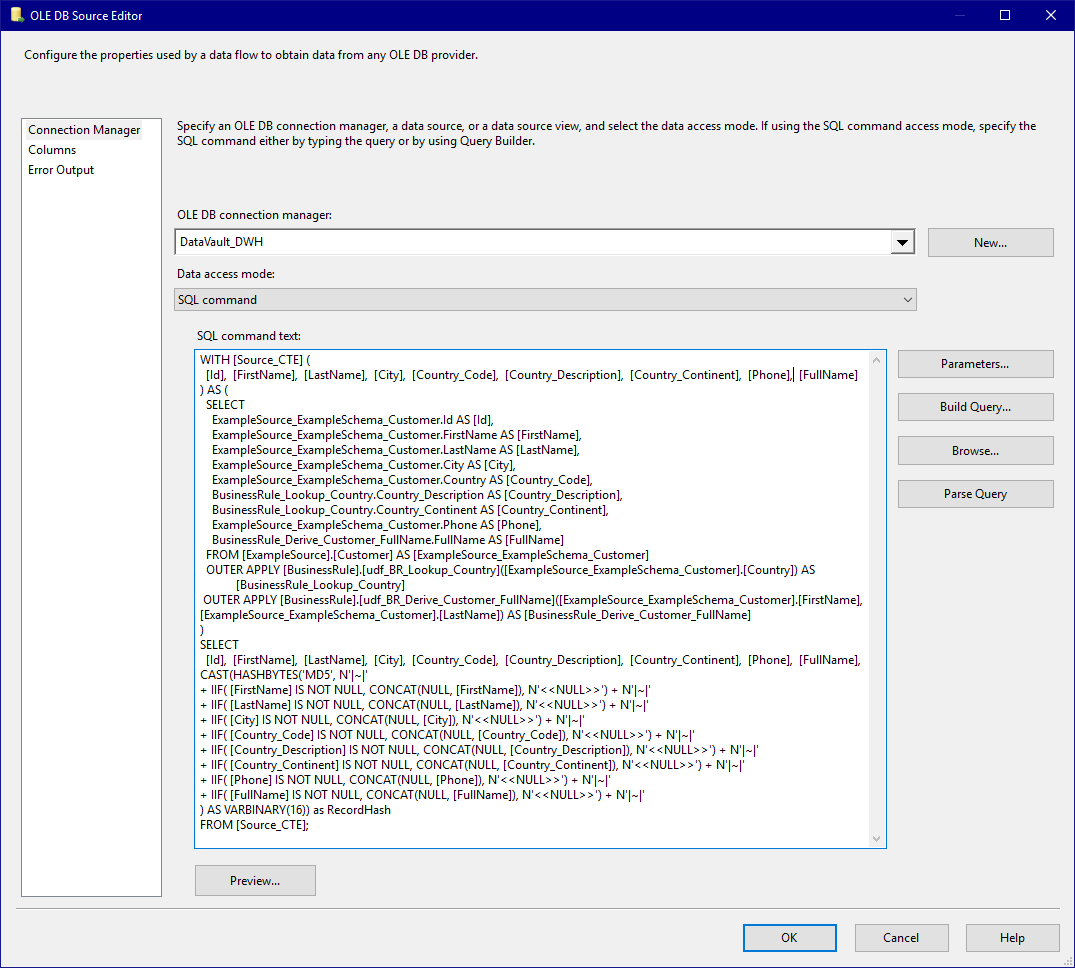 OLE DB Source Editor
Configure the properties used by a data flow to obtain data from any OLE DB provider.
Connection Manager
Columns
Error Output
Specify an OLE DB connection manager, a data source, or a data source view, and select the data access mode. If using the SQL command access mode, specify the
SQL command either by typing the query or by using Query Builder.
OLE DB connection manager:
DataVault_DWH
New...
Data access mode:
SQL command
SQL command text:
WITH [Source_CTE] (
[Id], [FirstName], [LastName], [City], [Country_Code], [Country_Description], [Country_Continent], [Phone], [FullName]
) AS (
SELECT
ExampleSource_ExampleSchema_Customer.Id AS [Id],
ExampleSource_ExampleSchema_Customer.FirstName AS [FirstName],
ExampleSource_ExampleSchema_Customer.LastName AS [LastName],
ExampleSource_ExampleSchema_Customer.City AS [City],
ExampleSource_ExampleSchema_Customer.Country AS [Country_Code],
BusinessRule_Lookup_Country.Country_Description AS [Country_Description],
BusinessRule_Lookup_Country.Country_Continent AS [Country_Continent],
ExampleSource_ExampleSchema_Customer.Phone AS [Phone],
BusinessRule_Derive_Customer_FullName.FullName AS [FullName]
FROM [ExampleSource].[Customer] AS [ExampleSource_ExampleSchema_Customer]
OUTER APPLY [BusinessRule].[udf_BR_Lookup_Country]([ExampleSource_ExampleSchema_Customer].[Country]) AS
[BusinessRule_Lookup_Country]
OUTER APPLY [BusinessRule].[udf_BR_Derive_Customer_FullName]([ExampleSource_ExampleSchema_Customer].[FirstName],
[ExampleSource_ExampleSchema_Customer].[LastName]) AS [BusinessRule_Derive_Customer_FullName]
)
SELECT
[Id], [FirstName], [LastName], [City], [Country_Code], [Country_Description], [Country_Continent], [Phone], [FullName],
CAST(HASHBYTES('MD5', N'|~|'
+ IIF( [FirstName] IS NOT NULL, CONCAT(NULL, [FirstName]), N'<<NULL>>') + N'|~|'
+ IIF( [LastName] IS NOT NULL, CONCAT(NULL, [LastName]), N'<<NULL>>') + N'|~|'
+ IIF( [City] IS NOT NULL, CONCAT(NULL, [City]), N'<<NULL>>') + N'|~|'
+ IIF( [Country_Code] IS NOT NULL, CONCAT(NULL, [Country_Code]), N'<<NULL>>') + N'|~|'
+ IIF( [Country_Description] IS NOT NULL, CONCAT(NULL, [Country_Description]), N'<<NULL>>') + N'|~|'
+ IIF( [Country_Continent] IS NOT NULL, CONCAT(NULL, [Country_Continent]), N'<<NULL>>') + N'|~|'
+ IIF( [Phone] IS NOT NULL, CONCAT(NULL, [Phone]), N'<<NULL>>') + N'|~|'
+ IIF( [FullName] IS NOT NULL, CONCAT(NULL, [FullName]), N'<<NULL>>') + N'|~|'
) AS VARBINARY(16)) as RecordHash
FROM [Source_CTE];
Parameters...
Build Query...
Browse...
Parse Query
Preview...
OK
Cancel
Help